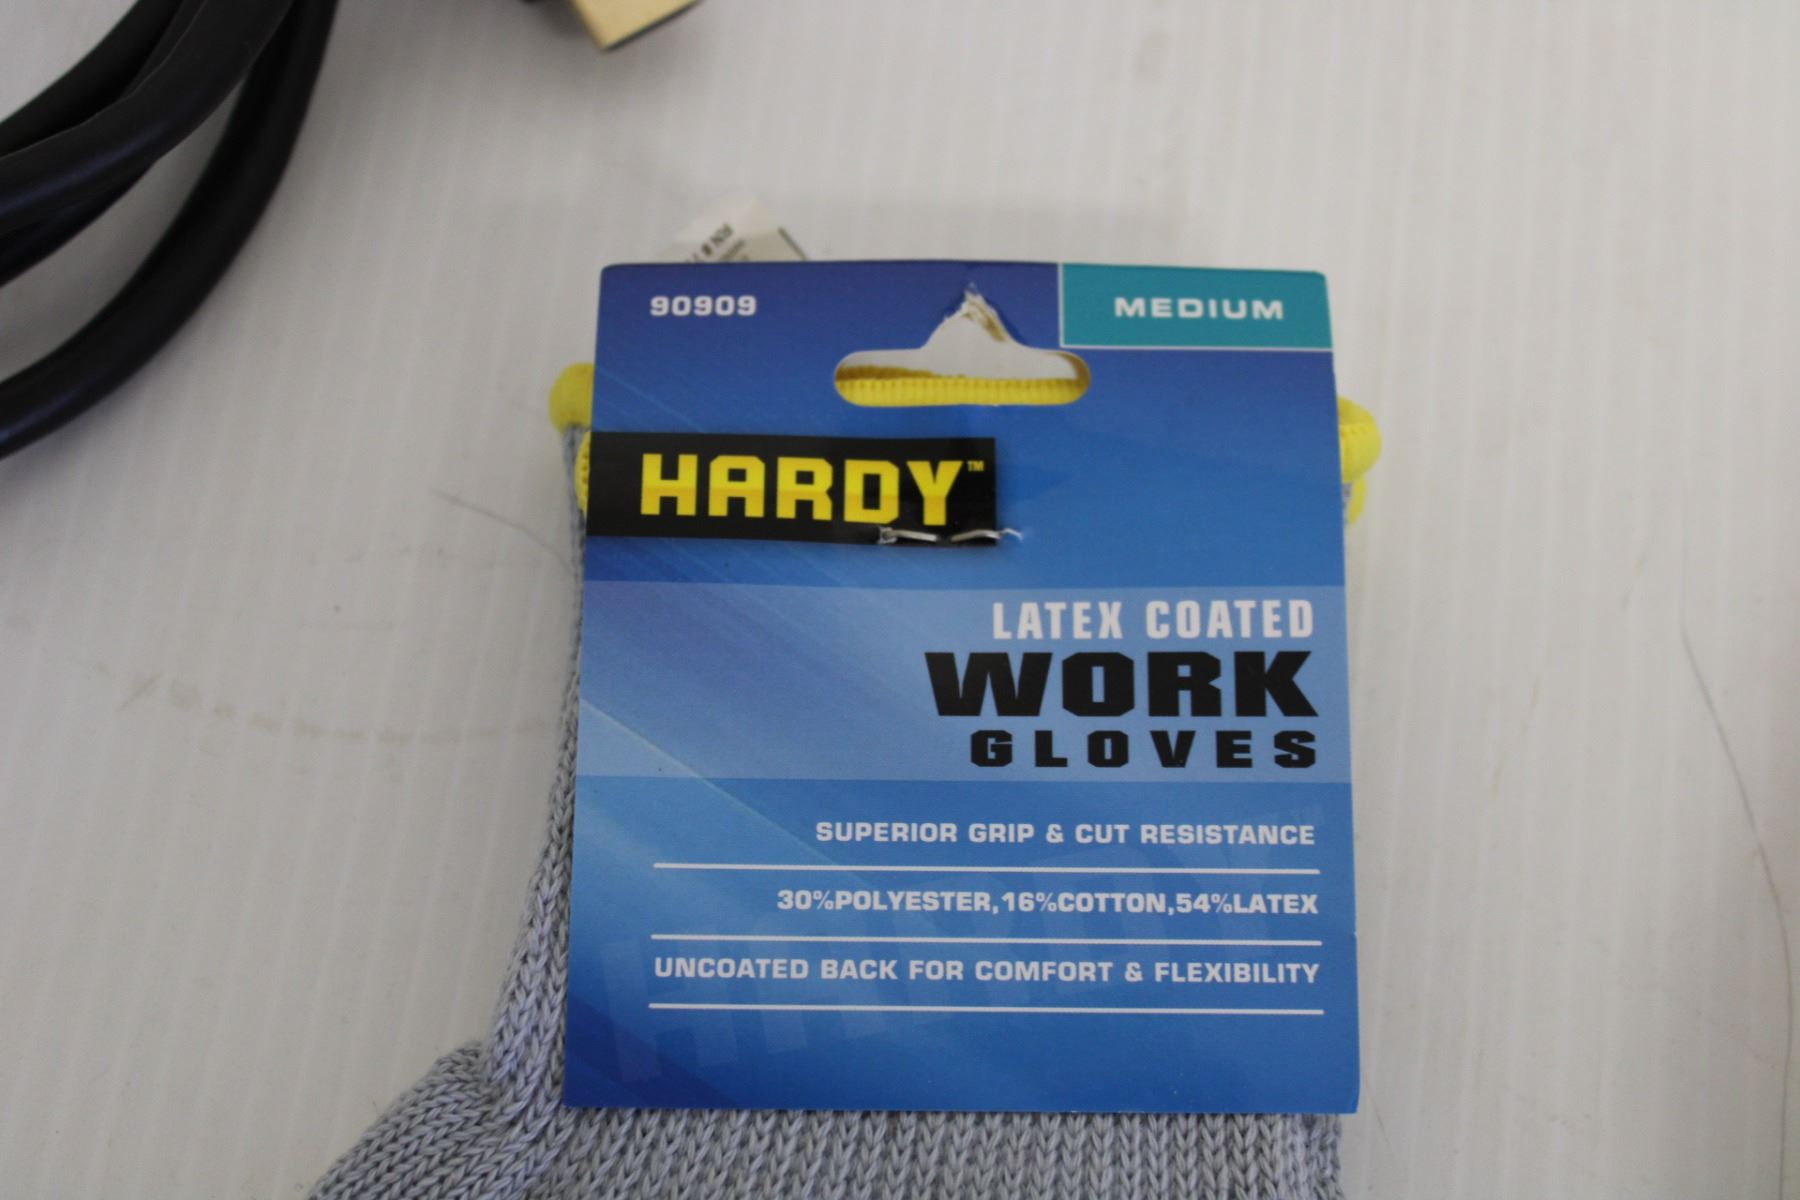 90909
MEDIUM
HARDY™
LATEX COATED
WORK
GLOVES
SUPERIOR GRIP & CUT RESISTANCE
30%POLYESTER,16%COTTON,54%LATEX
UNCOATED BACK FOR COMFORT & FLEXIBILITY
HARDY